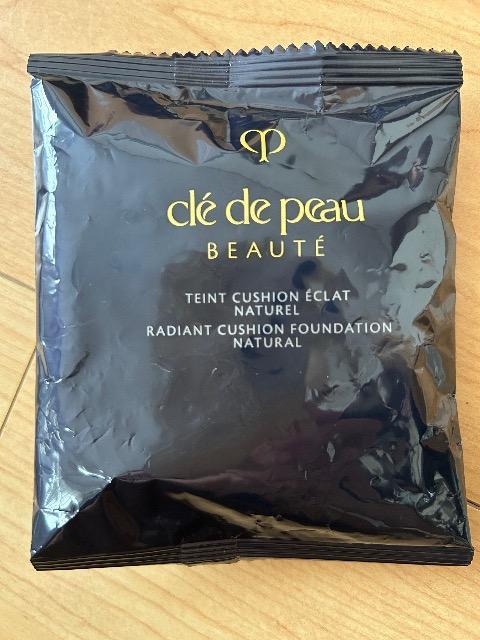 clé de peau
BEAUTÉ
TEINT CUSHION ÉCLAT
NATUREL
RADIANT CUSHION FOUNDATION
NATURAL